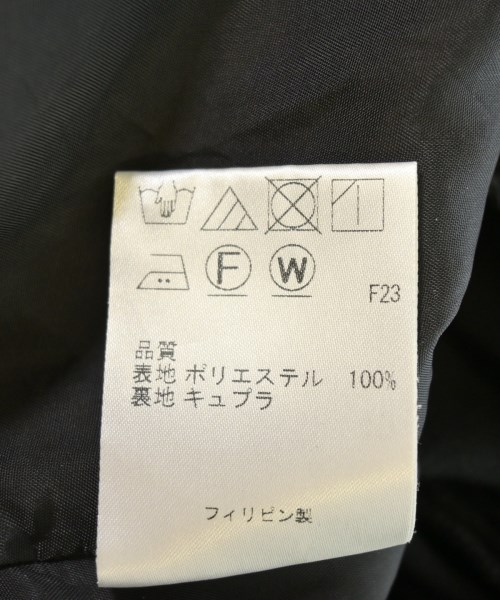 F W
F23
品質
表地 ポリエステル 100%
裏地 キュプラ
フィリピン製